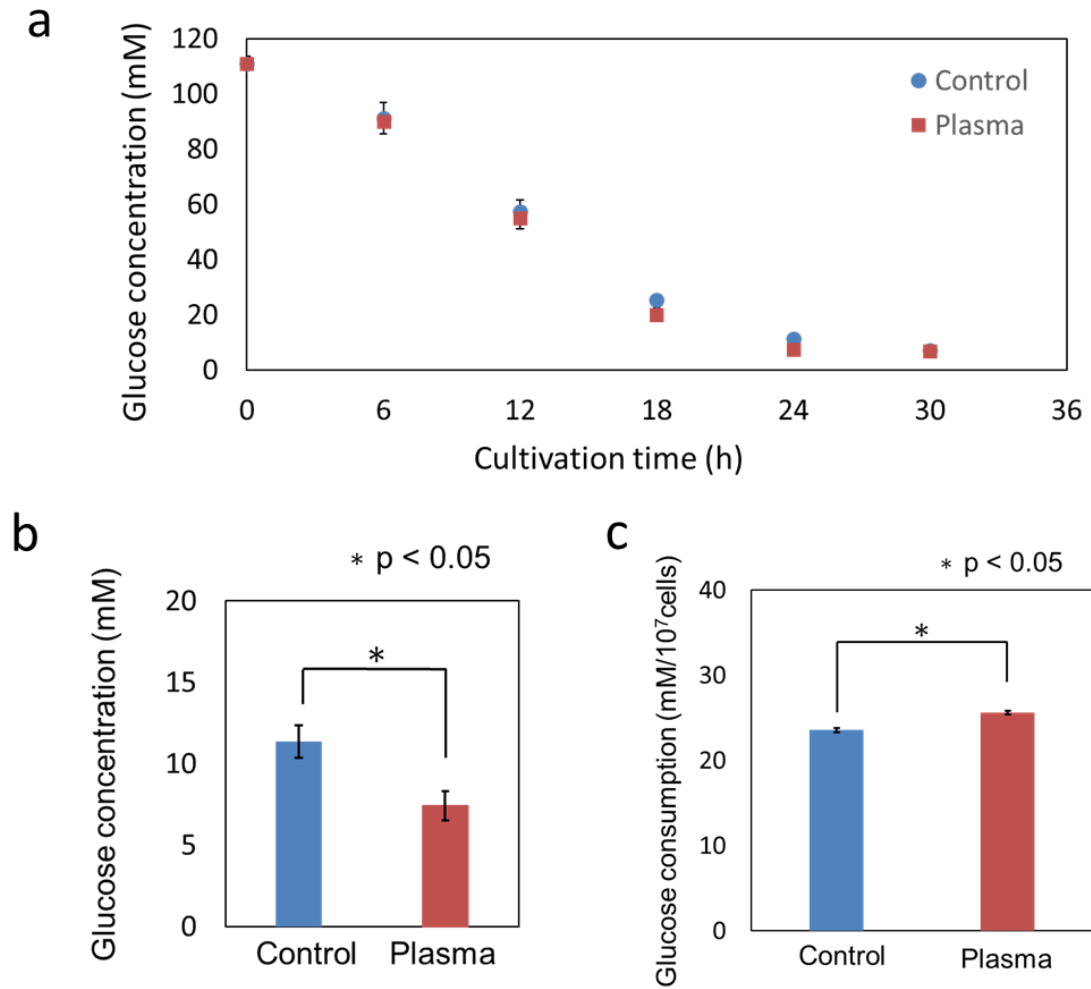 a
Glucose concentration (mM)
120
100
80
60
40
20
0
Control
Plasma
0 6 12 18 24 30 36
Cultivation time (h)
b
* p < 0.05
Glucose concentration (mM)
20
15
10
5
0
*
Control Plasma
c
* p < 0.05
Glucose consumption (mM/10⁷cells)
40
30
20
10
0
*
Control Plasma